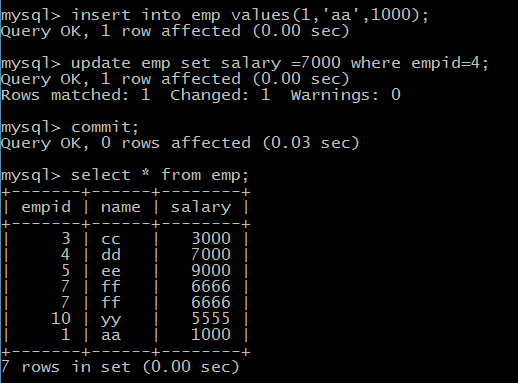 mysql> insert into emp values(1,'aa',1000);
Query OK, 1 row affected (0.00 sec)
mysql> update emp set salary =7000 where empid=4;
Query OK, 1 row affected (0.00 sec)
Rows matched: 1  Changed: 1  Warnings: 0
mysql> commit;
Query OK, 0 rows affected (0.03 sec)
mysql> select * from emp;
+-------+------+--------+
| empid | name | salary |
+-------+------+--------+
|     3 | cc   |   3000 |
|     4 | dd   |   7000 |
|     5 | ee   |   9000 |
|     7 | ff   |   6666 |
|     7 | ff   |   6666 |
|    10 | yy   |   5555 |
|     1 | aa   |   1000 |
+-------+------+--------+
7 rows in set (0.00 sec)